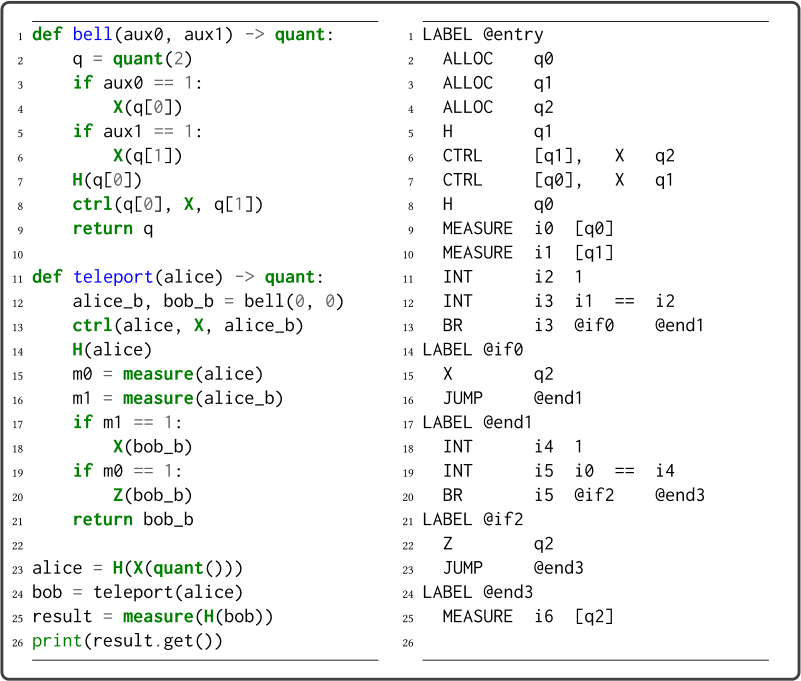 1 def bell(aux0, aux1) -> quant:
2     q = quant(2)
3     if aux0 == 1:
4         X(q[0])
5     if aux1 == 1:
6         X(q[1])
7     H(q[0])
8     ctrl(q[0], X, q[1])
9     return q
10
11 def teleport(alice) -> quant:
12     alice_b, bob_b = bell(0, 0)
13     ctrl(alice, X, alice_b)
14     H(alice)
15     m0 = measure(alice)
16     m1 = measure(alice_b)
17     if m1 == 1:
18         X(bob_b)
19     if m0 == 1:
20         Z(bob_b)
21     return bob_b
22
23 alice = H(X(quant()))
24 bob = teleport(alice)
25 result = measure(H(bob))
26 print(result.get())
1 LABEL @entry
2   ALLOC    q0
3   ALLOC    q1
4   ALLOC    q2
5   H        q1
6   CTRL     [q1],   X   q2
7   CTRL     [q0],   X   q1
8   H        q0
9   MEASURE  i0  [q0]
10   MEASURE  i1  [q1]
11   INT      i2  1
12   INT      i3  i1  ==  i2
13   BR       i3  @if0    @end1
14 LABEL @if0
15   X        q2
16   JUMP     @end1
17 LABEL @end1
18   INT      i4  1
19   INT      i5  i0  ==  i4
20   BR       i5  @if2    @end3
21 LABEL @if2
22   Z        q2
23   JUMP     @end3
24 LABEL @end3
25   MEASURE  i6  [q2]
26